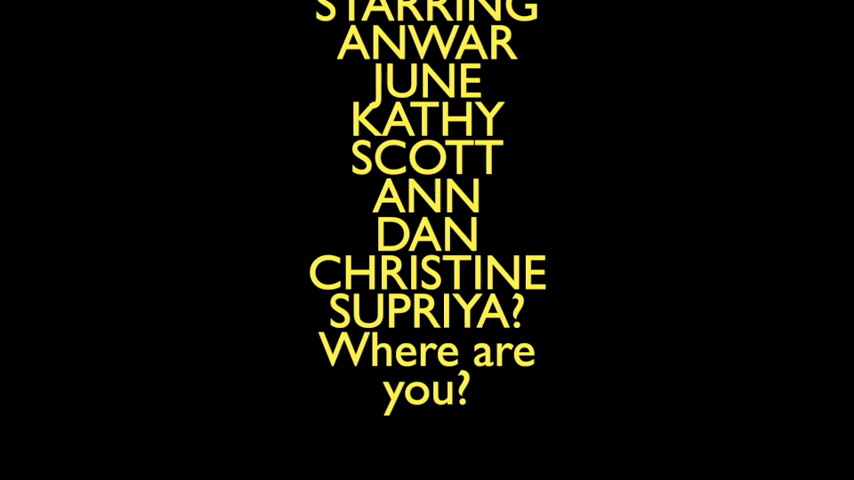 STARRING
ANWAR
JUNE
KATHY
SCOTT
ANN
DAN
CHRISTINE
SUPRIYA?
Where are
you?